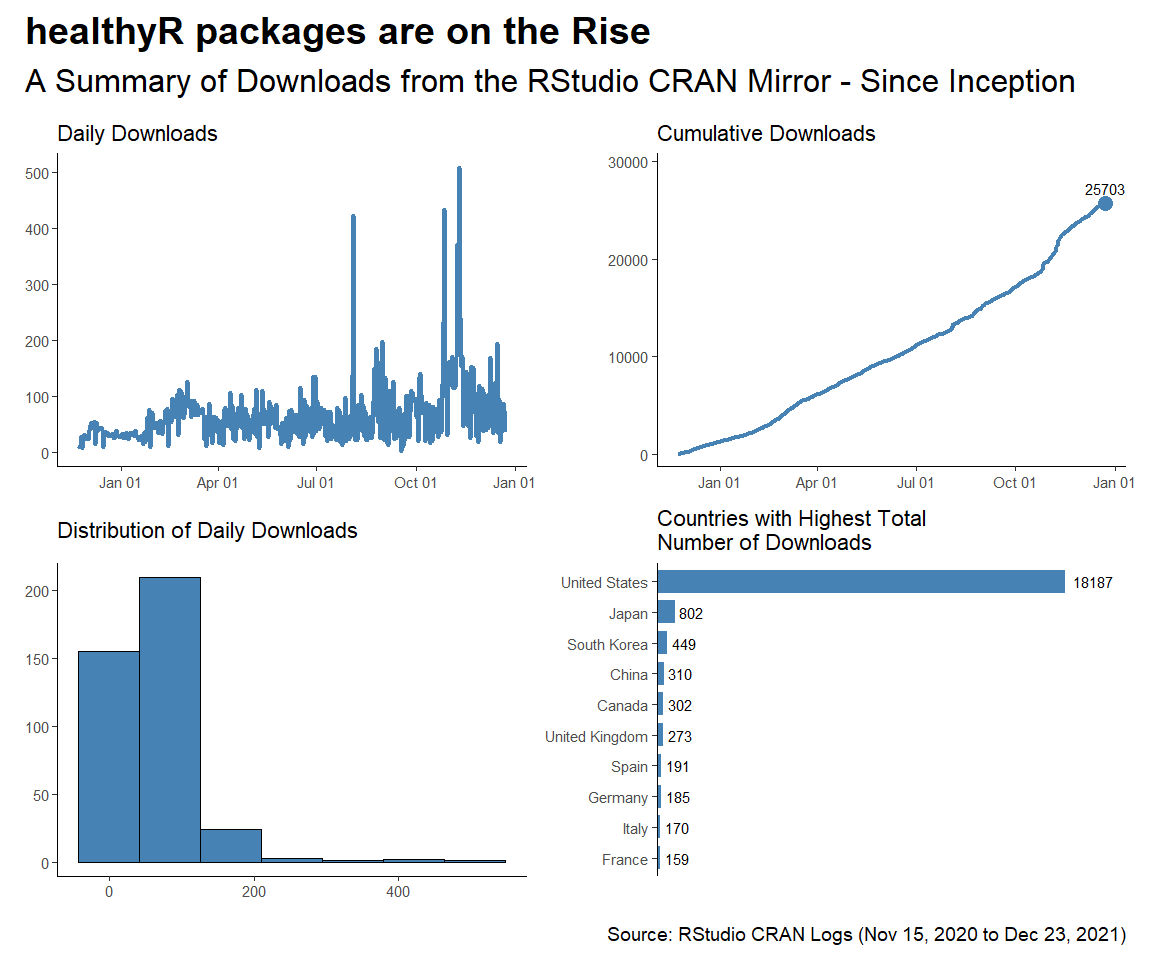 healthyR packages are on the Rise
A Summary of Downloads from the RStudio CRAN Mirror - Since Inception
Daily Downloads
500
400
300
200
100
0
Jan 01
Apr 01
Jul 01
Oct 01
Jan 01
Cumulative Downloads
30000
20000
10000
0
25703
Jan 01
Apr 01
Jul 01
Oct 01
Jan 01
Distribution of Daily Downloads
200
150
100
50
0
0
200
400
Countries with Highest Total
Number of Downloads
United States 18187
Japan 802
South Korea 449
China 310
Canada 302
United Kingdom 273
Spain 191
Germany 185
Italy 170
France 159
Source: RStudio CRAN Logs (Nov 15, 2020 to Dec 23, 2021)